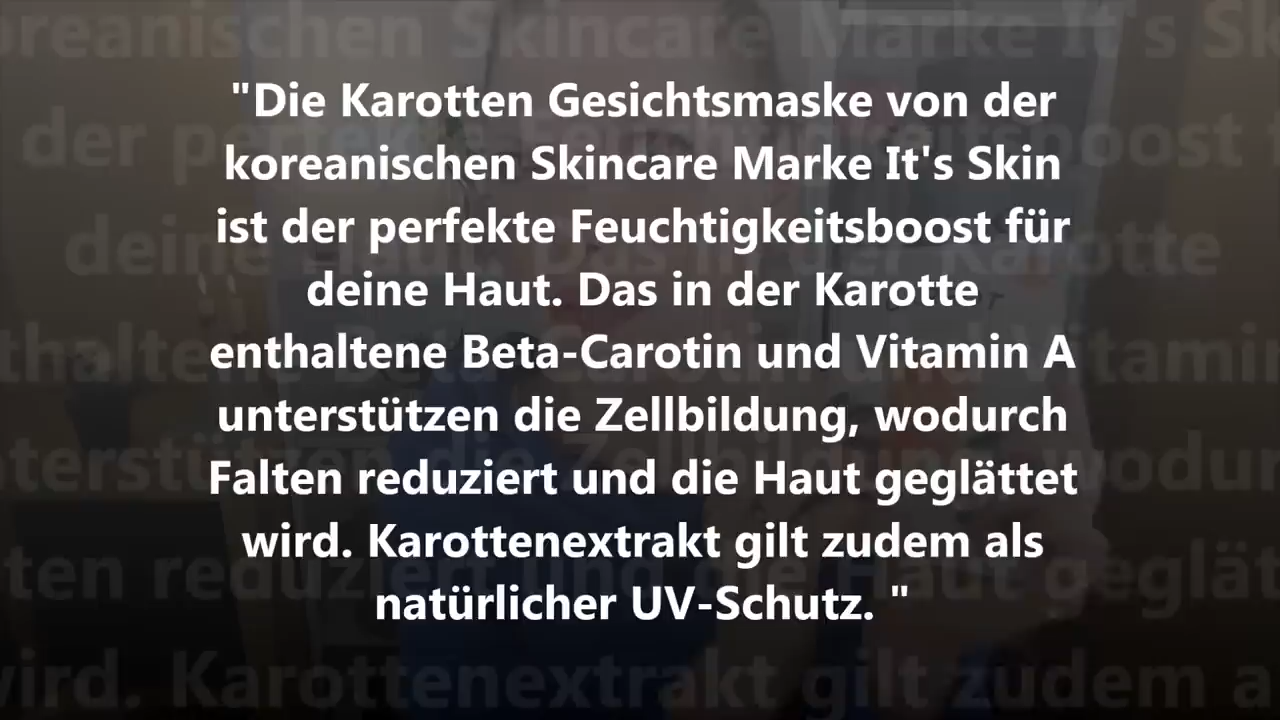 "Die Karotten Gesichtsmaske von der
koreanischen Skincare Marke It's Skin
ist der perfekte Feuchtigkeitsboost für
deine Haut. Das in der Karotte
enthaltene Beta-Carotin und Vitamin A
unterstützen die Zellbildung, wodurch
Falten reduziert und die Haut geglättet
wird. Karottenextrakt gilt zudem als
natürlicher UV-Schutz. "